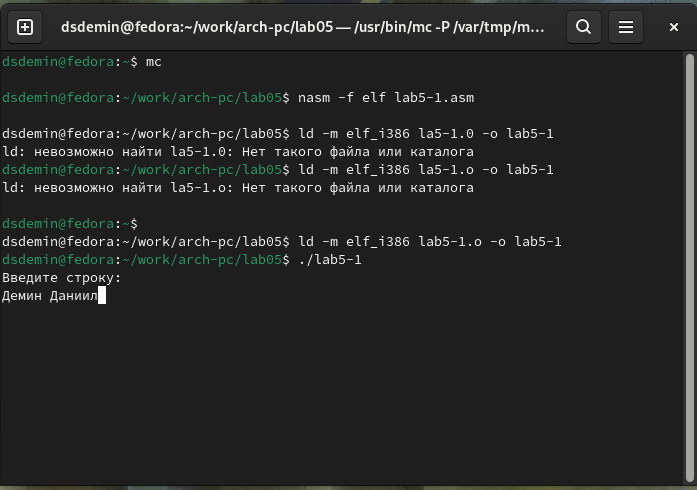 dsdemin@fedora:~/work/arch-pc/lab05 — /usr/bin/mc -P /var/tmp/m…
dsdemin@fedora:~$ mc
dsdemin@fedora:~/work/arch-pc/lab05$ nasm -f elf lab5-1.asm
dsdemin@fedora:~/work/arch-pc/lab05$ ld -m elf_i386 la5-1.0 -o lab5-1
ld: невозможно найти la5-1.0: Нет такого файла или каталога
dsdemin@fedora:~/work/arch-pc/lab05$ ld -m elf_i386 la5-1.o -o lab5-1
ld: невозможно найти la5-1.o: Нет такого файла или каталога
dsdemin@fedora:~$
dsdemin@fedora:~/work/arch-pc/lab05$ ld -m elf_i386 lab5-1.o -o lab5-1
dsdemin@fedora:~/work/arch-pc/lab05$ ./lab5-1
Введите строку:
Демин Даниил